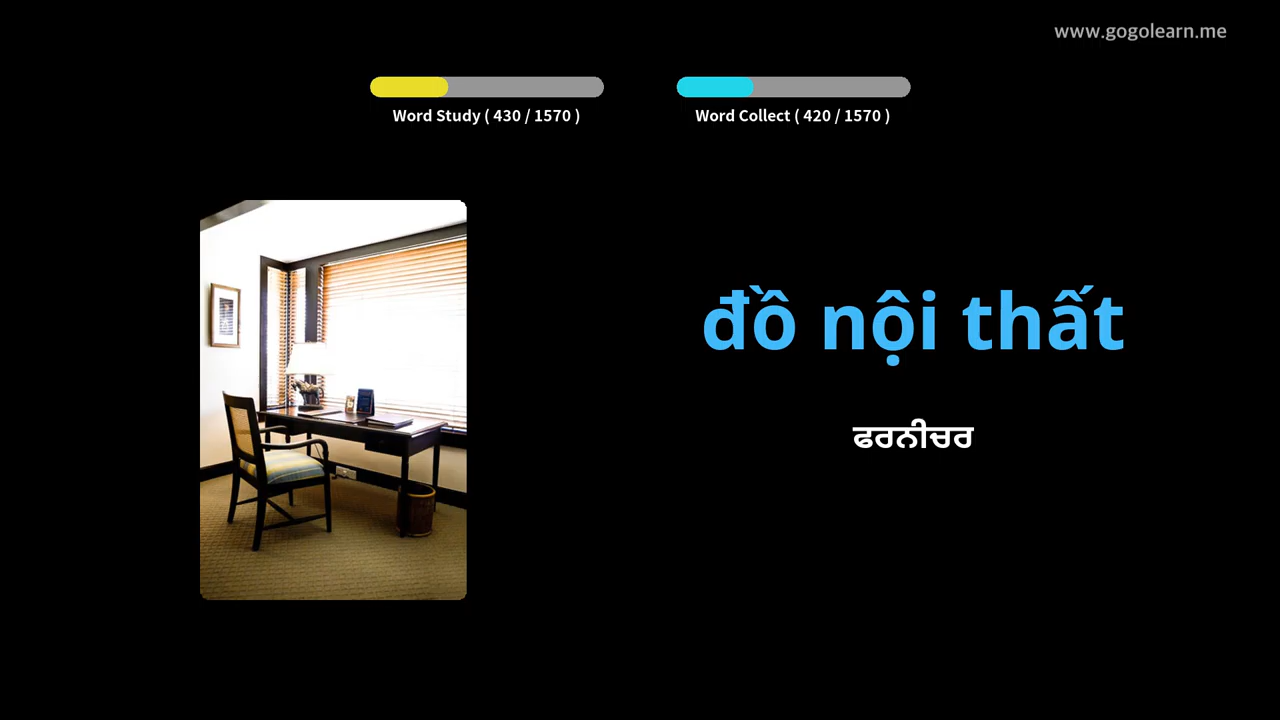 www.gogolearn.me
Word Study ( 430 / 1570 )
Word Collect ( 420 / 1570 )
đồ nội thất
ਫਰਨੀਚਰ